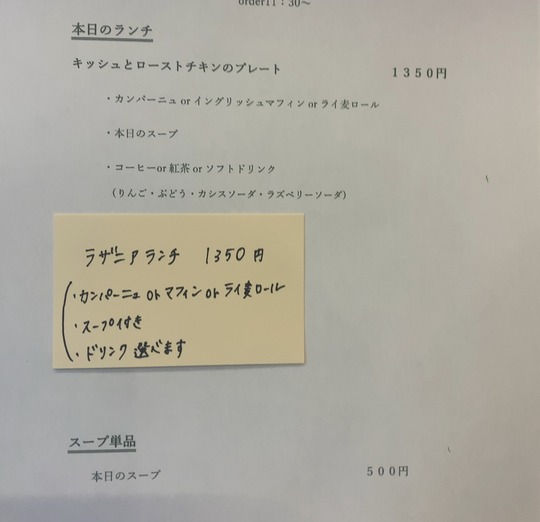 order11：30～
本日のランチ
キッシュとローストチキンのプレート　１３５０円
・カンパーニュ or イングリッシュマフィン or ライ麦ロール
・本日のスープ
・コーヒーor 紅茶 or ソフトドリンク
（りんご・ぶどう・カシスソーダ・ラズベリーソーダ）
ラザニアランチ　1350円
・カンパーニュ or マフィン or ライ麦ロール
・スープ付き
・ドリンク選べます
スープ単品
本日のスープ　５００円